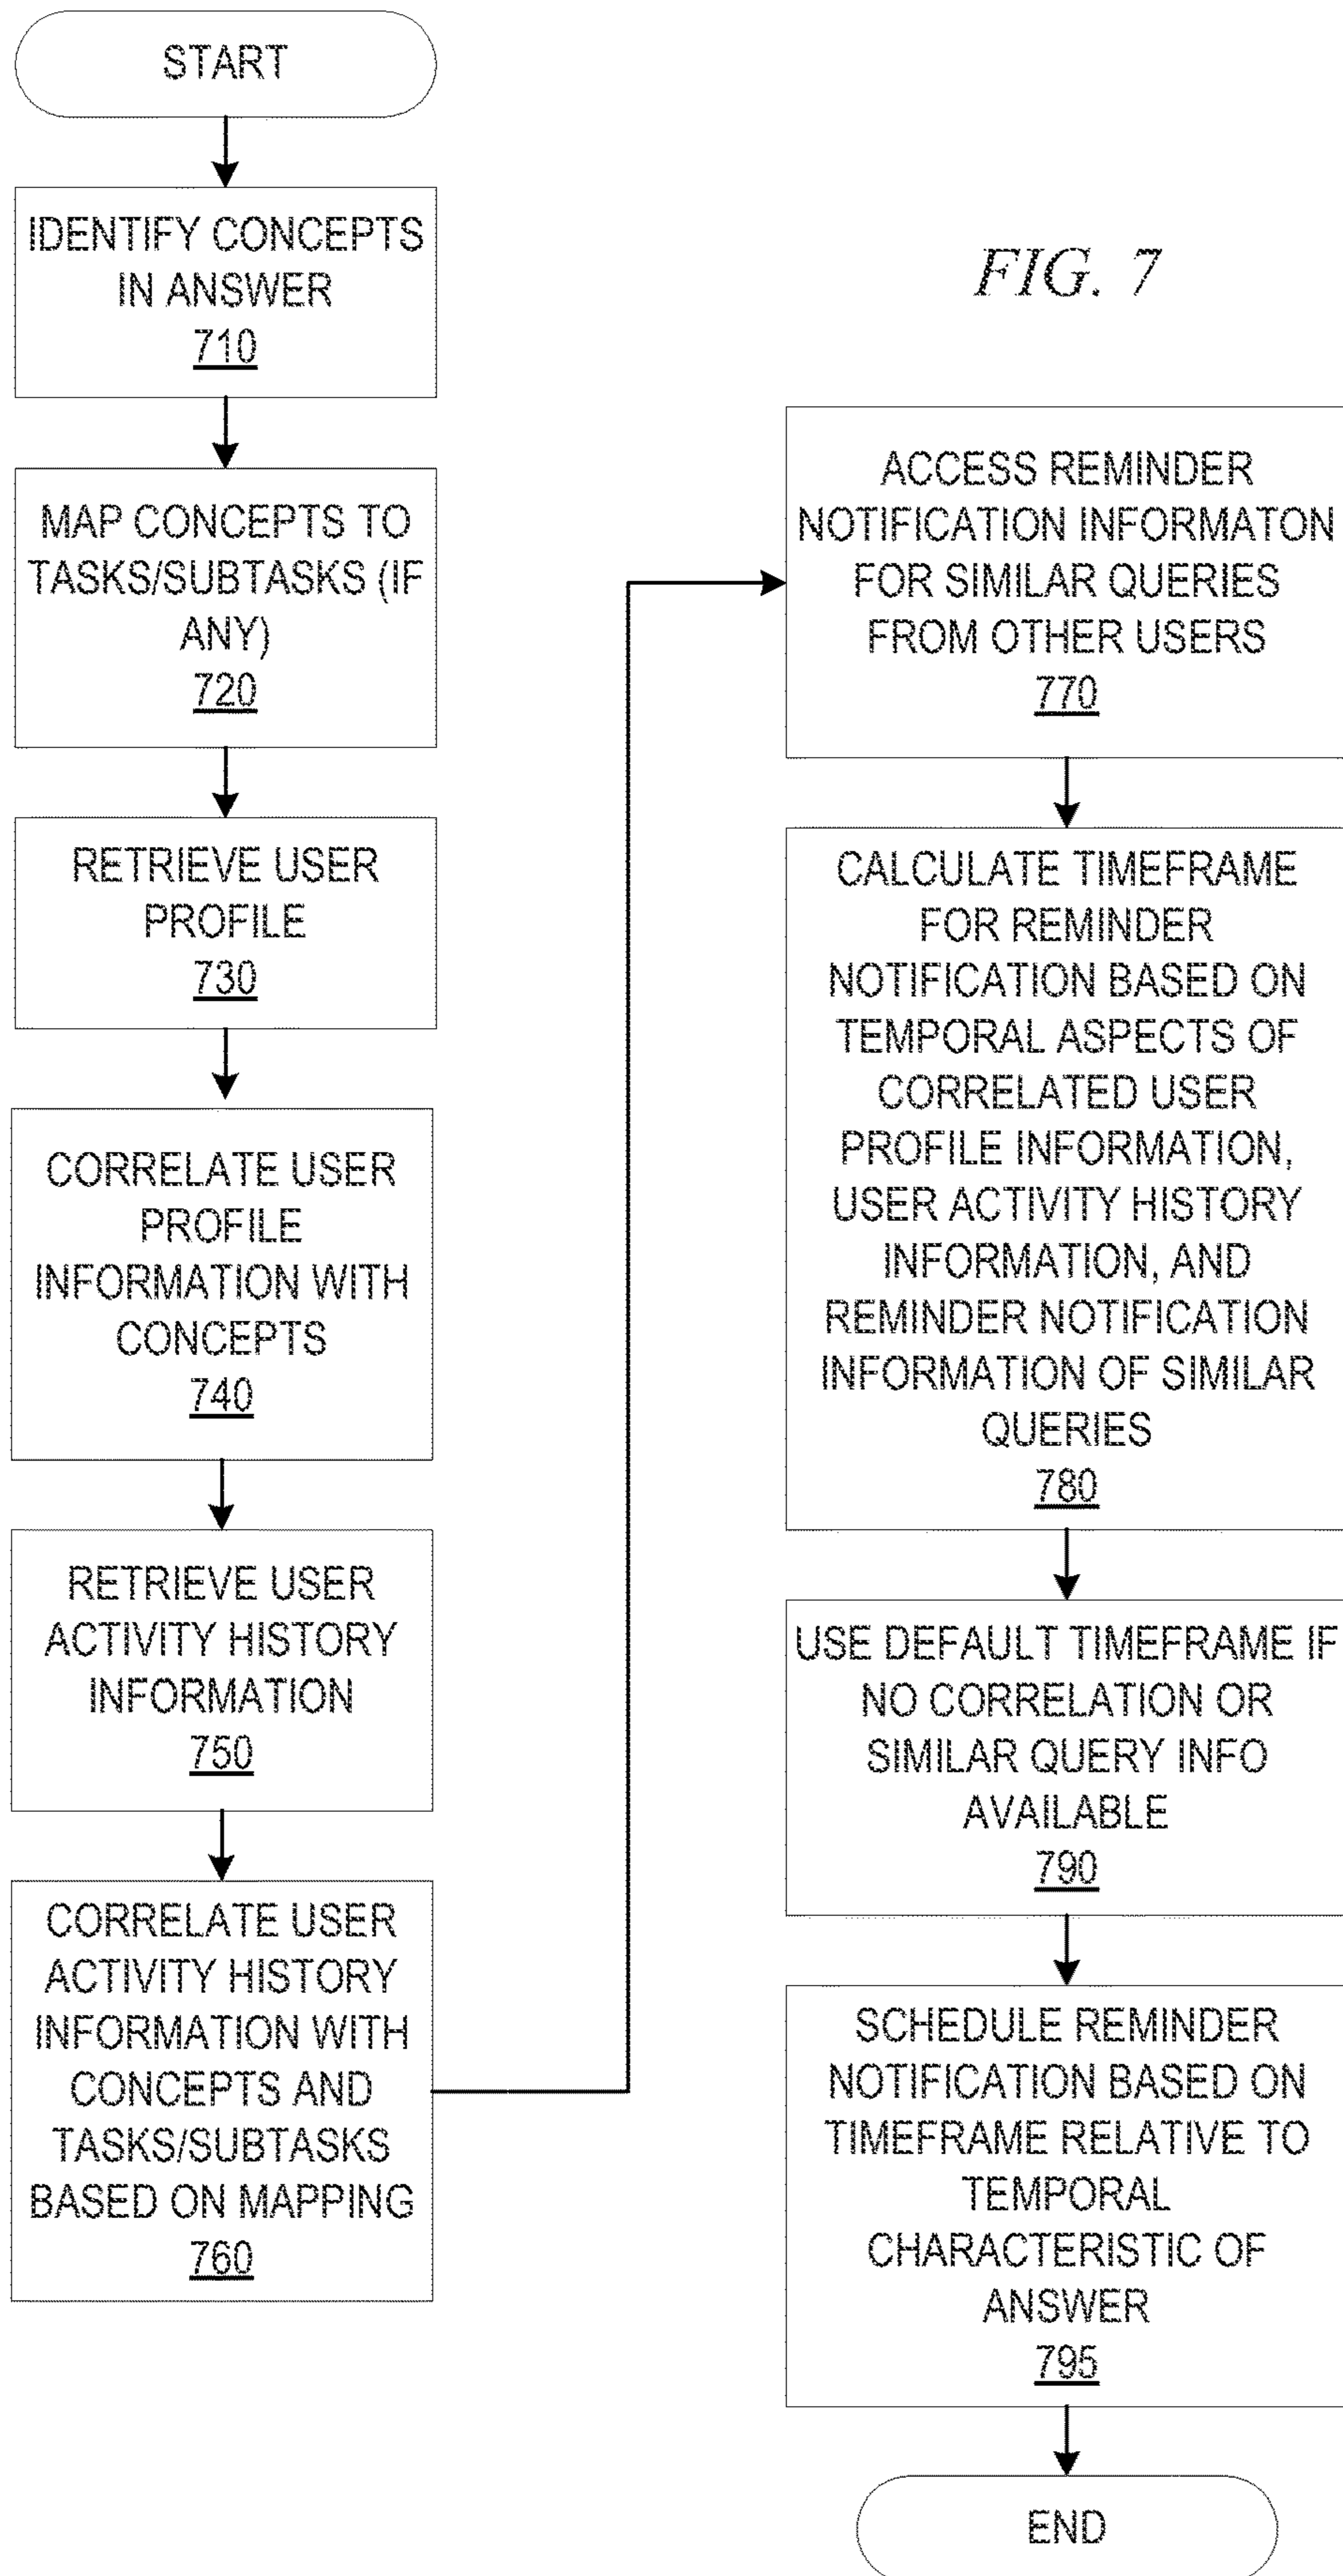 START
IDENTIFY CONCEPTS
IN ANSWER
710
MAP CONCEPTS TO
TASKS/SUBTASKS (IF
ANY)
720
RETRIEVE USER
PROFILE
730
CORRELATE USER
PROFILE
INFORMATION WITH
CONCEPTS
740
RETRIEVE USER
ACTIVITY HISTORY
INFORMATION
750
CORRELATE USER
ACTIVITY HISTORY
INFORMATION WITH
CONCEPTS AND
TASKS/SUBTASKS
BASED ON MAPPING
760
FIG. 7
ACCESS REMINDER
NOTIFICATION INFORMATON
FOR SIMILAR QUERIES
FROM OTHER USERS
770
CALCULATE TIMEFRAME
FOR REMINDER
NOTIFICATION BASED ON
TEMPORAL ASPECTS OF
CORRELATED USER
PROFILE INFORMATION,
USER ACTIVITY HISTORY
INFORMATION, AND
REMINDER NOTIFICATION
INFORMATION OF SIMILAR
QUERIES
780
USE DEFAULT TIMEFRAME IF
NO CORRELATION OR
SIMILAR QUERY INFO
AVAILABLE
790
SCHEDULE REMINDER
NOTIFICATION BASED ON
TIMEFRAME RELATIVE TO
TEMPORAL
CHARACTERISTIC OF
ANSWER
795
END